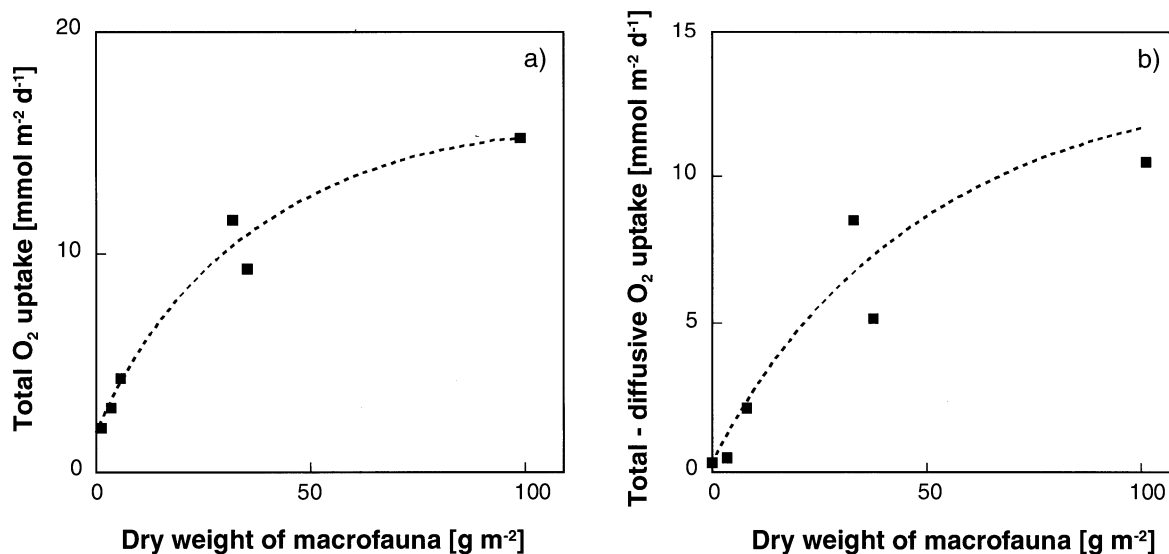 20
a)
Total O₂ uptake [mmol m⁻² d⁻¹]
10
0
0 50 100
Dry weight of macrofauna [g m⁻²]
15
b)
Total - diffusive O₂ uptake [mmol m⁻² d⁻¹]
10
5
0
0 50 100
Dry weight of macrofauna [g m⁻²]